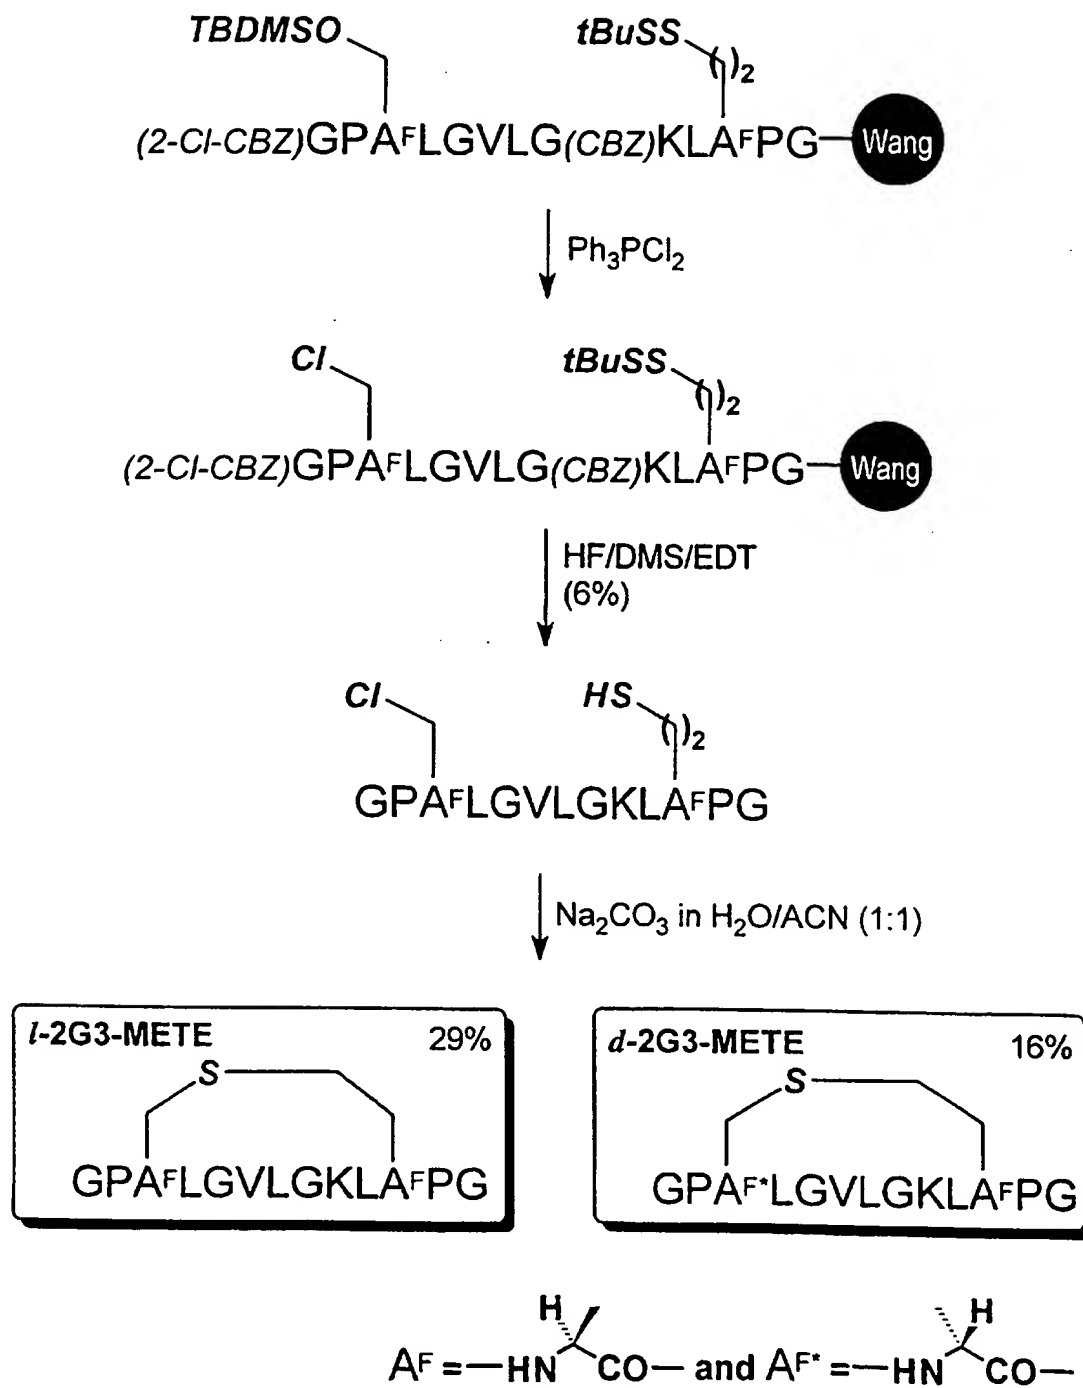 TBDMSO tBuSS
( )2
(2-Cl-CBZ)GPAFLGVLG(CBZ)KLAFPG Wang
Ph3PCl2
Cl tBuSS
( )2
(2-Cl-CBZ)GPAFLGVLG(CBZ)KLAFPG Wang
HF/DMS/EDT
(6%)
Cl HS
( )2
GPAFLGVLGKLAFPG
Na2CO3 in H2O/ACN (1:1)
l-2G3-METE 29%
S
GPAFLGVLGKLAFPG
d-2G3-METE 16%
S
GPAF*LGVLGKLAFPG
H H
AF = —HN CO— and AF* = —HN CO—